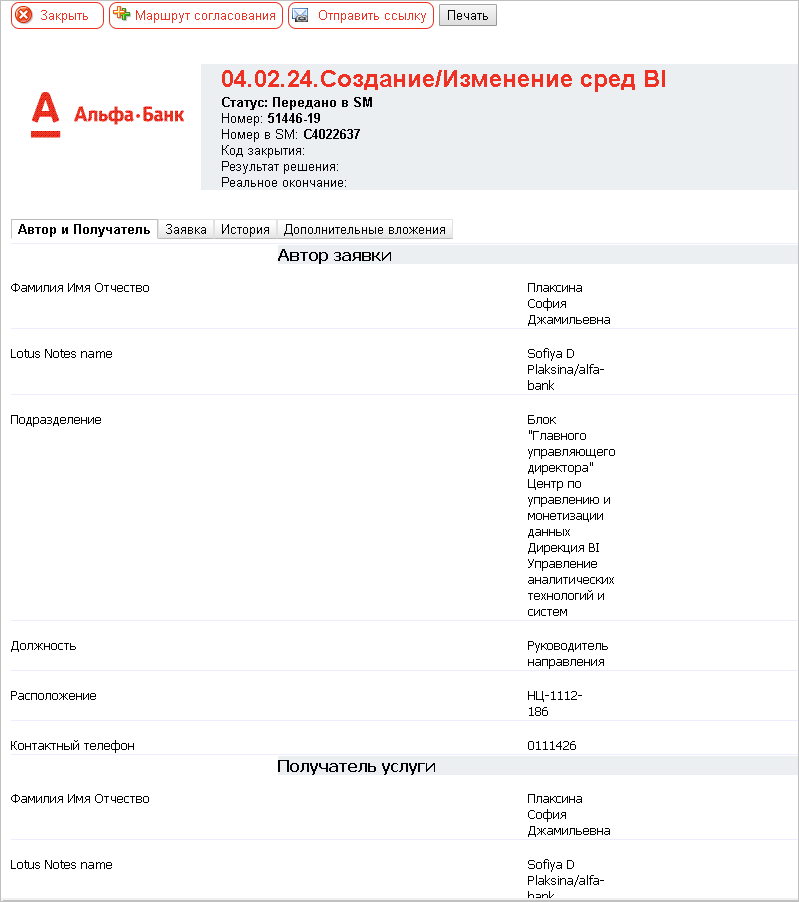 Закрыть Маршрут согласования Отправить ссылку Печать
04.02.24.Создание/Изменение сред BI
Статус: Передано в SM
Номер: 51446-19
Номер в SM: C4022637
Код закрытия:
Результат решения:
Реальное окончание:
Альфа·Банк
Автор и Получатель Заявка История Дополнительные вложения
Автор заявки
Фамилия Имя Отчество Плаксина
София
Джамильевна
Lotus Notes name Sofiya D
Plaksina/alfa-
bank
Подразделение Блок
"Главного
управляющего
директора"
Центр по
управлению и
монетизации
данных
Дирекция BI
Управление
аналитических
технологий и
систем
Должность Руководитель
направления
Расположение НЦ-1112-
186
Контактный телефон 0111426
Получатель услуги
Фамилия Имя Отчество Плаксина
София
Джамильевна
Lotus Notes name Sofiya D
Plaksina/alfa-
bank